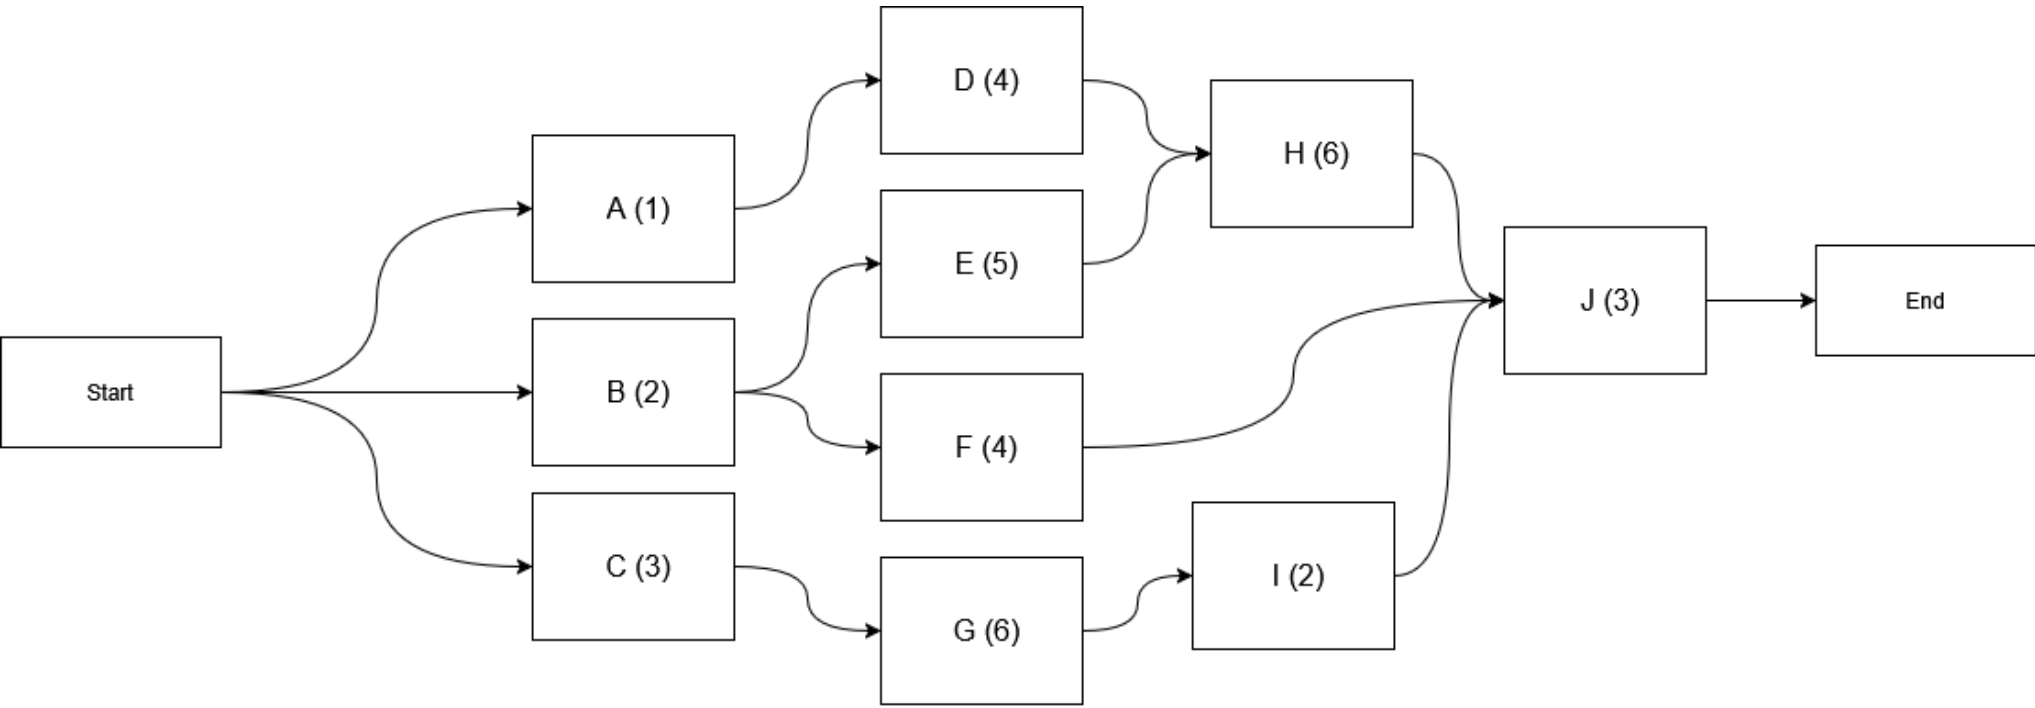 Start
A (1)
B (2)
C (3)
D (4)
E (5)
F (4)
G (6)
H (6)
I (2)
J (3)
End